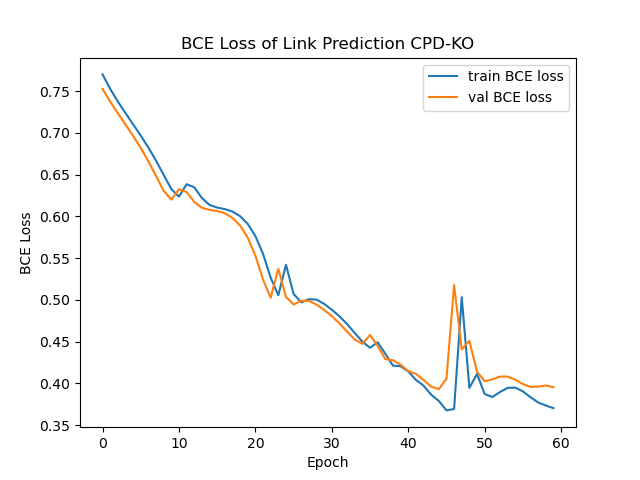 BCE Loss of Link Prediction CPD-KO
train BCE loss
val BCE loss
BCE Loss
0.75
0.70
0.65
0.60
0.55
0.50
0.45
0.40
0.35
0 10 20 30 40 50 60
Epoch